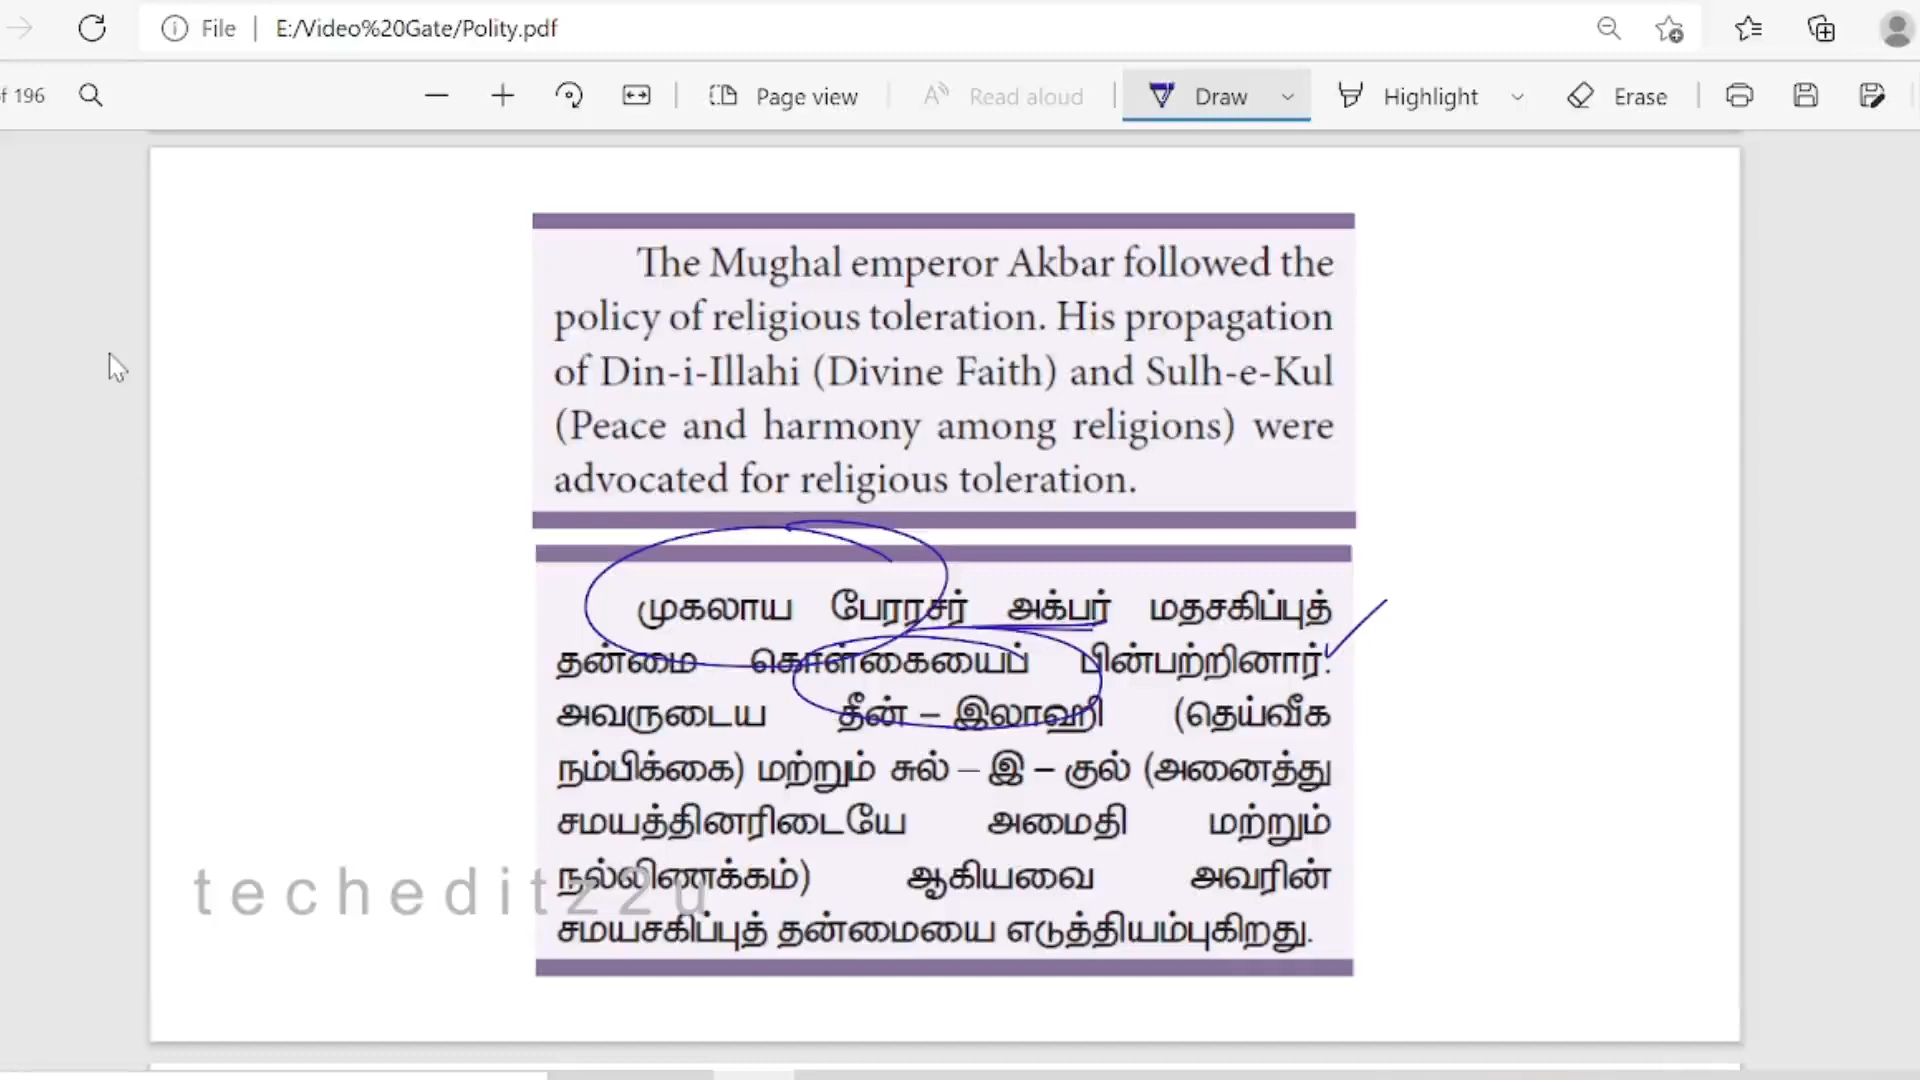 File
E:/Video%20Gate/Polity.pdf
f 196
Page view
Read aloud
Draw
Highlight
Erase
The Mughal emperor Akbar followed the
policy of religious toleration. His propagation
of Din-i-Illahi (Divine Faith) and Sulh-e-Kul
(Peace and harmony among religions) were
advocated for religious toleration.
முகலாய பேரரசர் அக்பர் மதசகிப்புத்
தன்மை கொள்கையைப் பின்பற்றினார்.
அவருடைய தீன் – இலாஹி (தெய்வீக
நம்பிக்கை) மற்றும் சுல் – இ – குல் (அனைத்து
சமயத்தினரிடையே அமைதி மற்றும்
நல்லிணக்கம்) ஆகியவை அவரின்
சமயசகிப்புத் தன்மையை எடுத்தியம்புகிறது.
techeditz2u